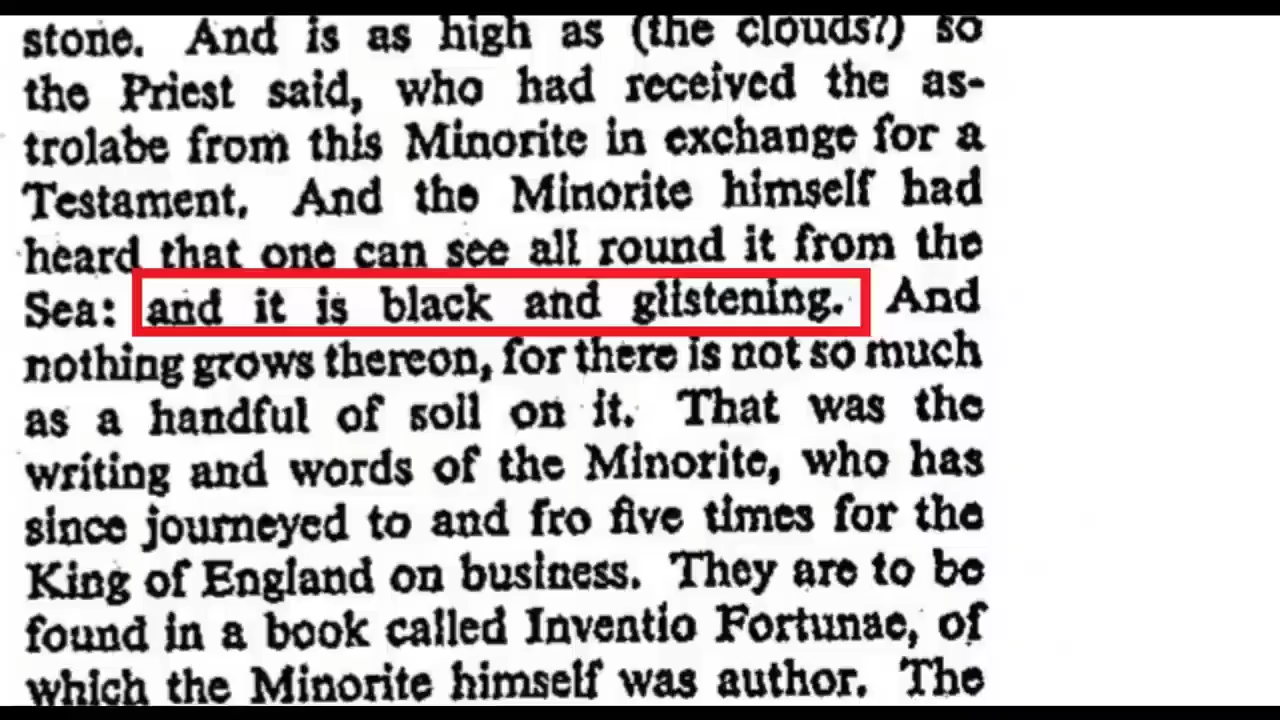 stone. And is as high as (the clouds?) so
the Priest said, who had received the as-
trolabe from this Minorite in exchange for a
Testament. And the Minorite himself had
heard that one can see all round it from the
Sea: and it is black and glistening. And
nothing grows thereon, for there is not so much
as a handful of soll on it. That was the
writing and words of the Minorite, who has
since journeyed to and fro five times for the
King of England on business. They are to be
found in a book called Inventio Fortunae, of
which the Minorite himself was author. The